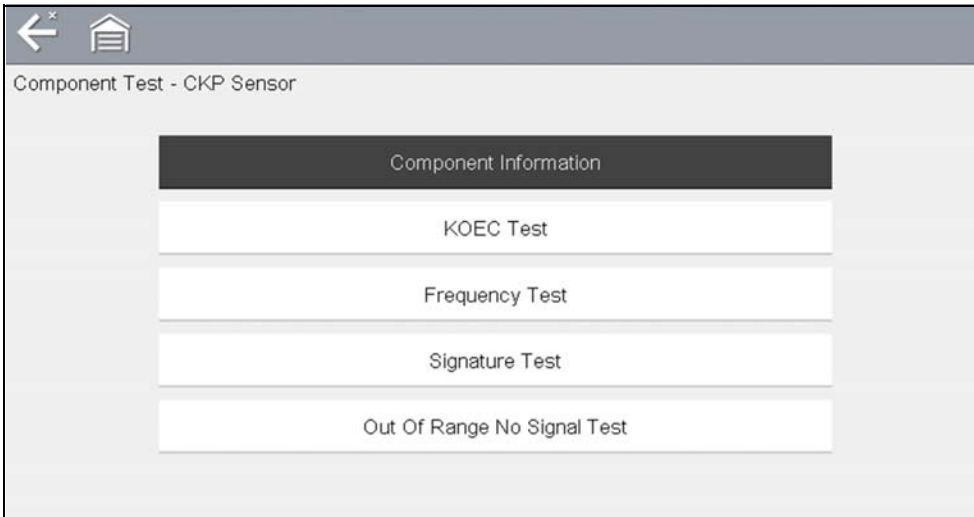 Component Test - CKP Sensor
Component Information
KOEC Test
Frequency Test
Signature Test
Out Of Range No Signal Test